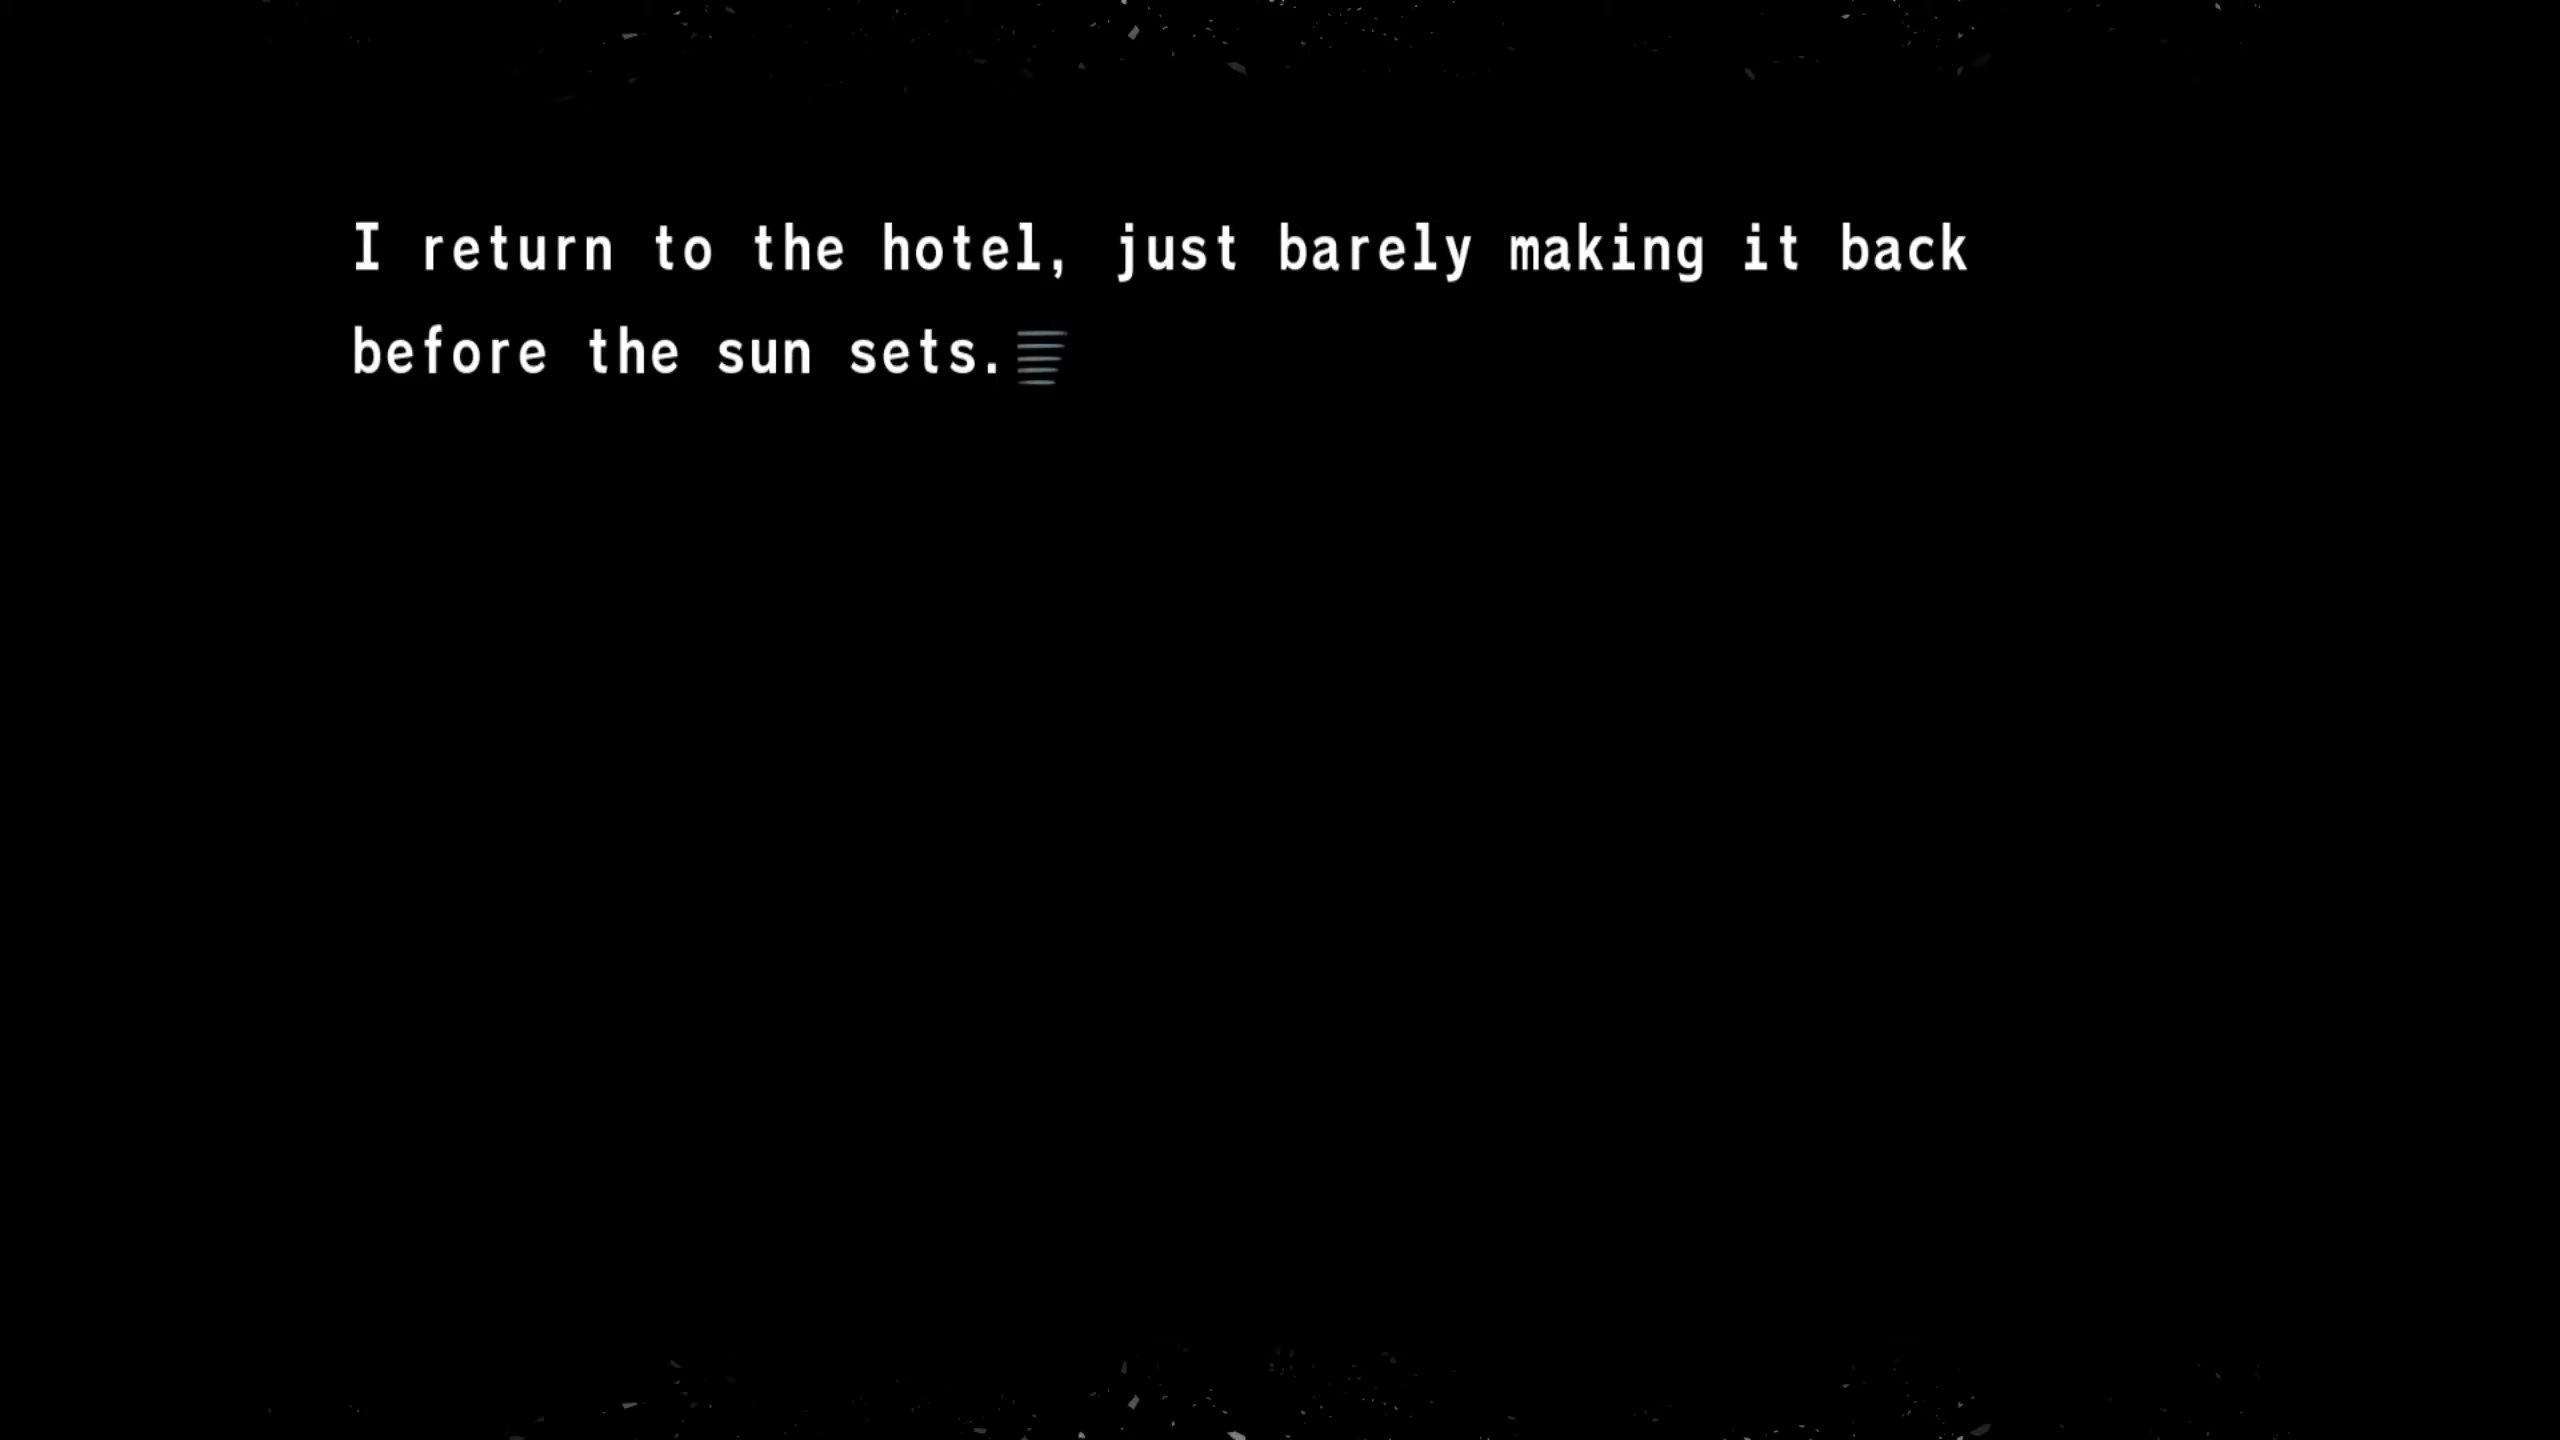 I return to the hotel, just barely making it back
before the sun sets.